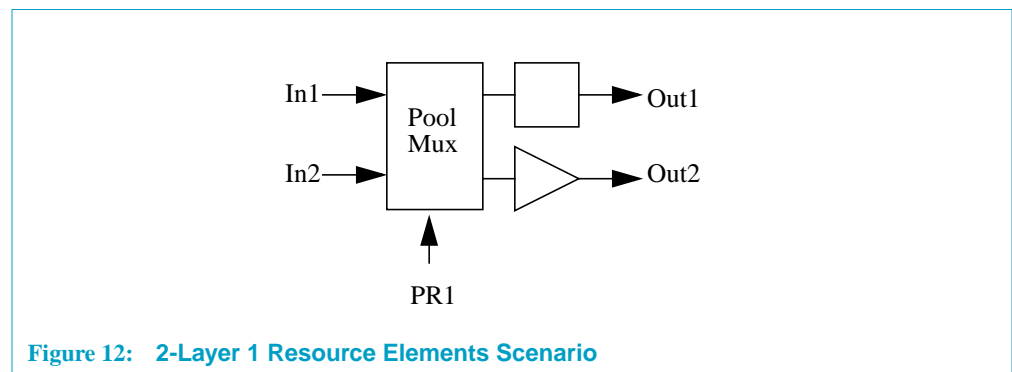 In1
Pool
Mux
Out1
In2
Out2
PR1
Figure 12: 2-Layer 1 Resource Elements Scenario